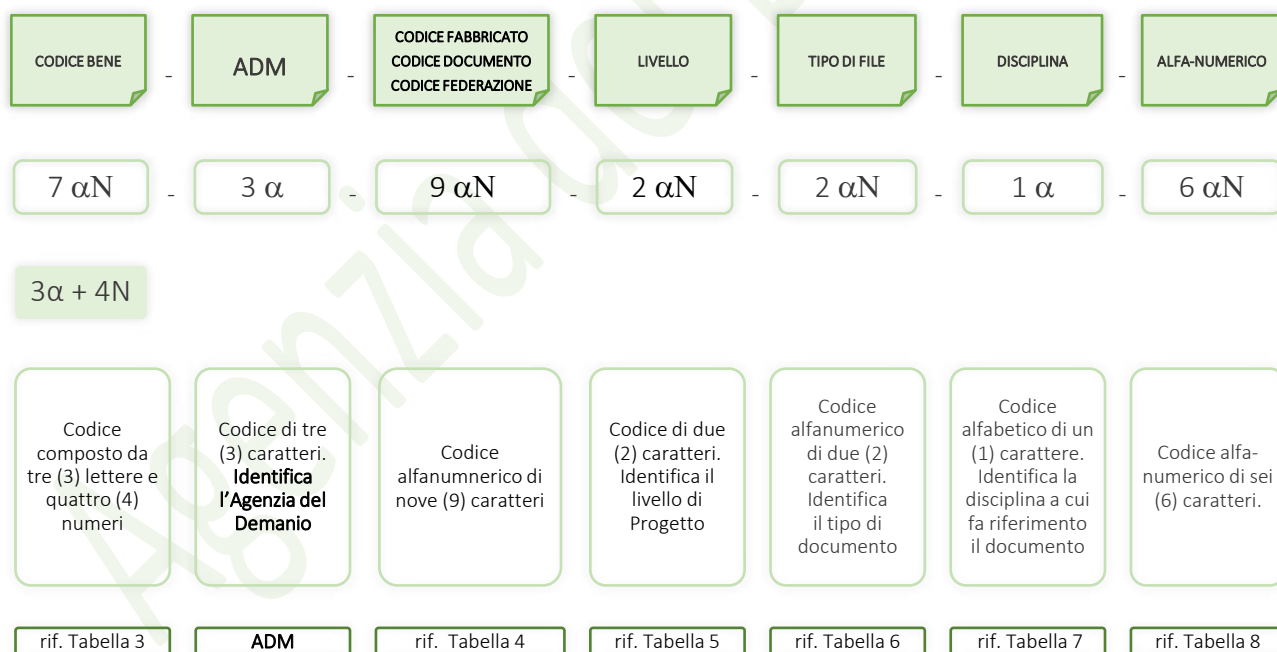 CODICE BENE - ADM - CODICE FABBRICATO
CODICE DOCUMENTO
CODICE FEDERAZIONE - LIVELLO - TIPO DI FILE - DISCIPLINA - ALFA-NUMERICO
7 αN - 3 α - 9 αN - 2 αN - 2 αN - 1 α - 6 αN
3α + 4N
Codice
composto da
tre (3) lettere e
quattro (4)
numeri
Codice di tre
(3) caratteri.
Identifica
l'Agenzia del
Demanio
Codice
alfanumnerico di
nove (9) caratteri
Codice di due
(2) caratteri.
Identifica il
livello di
Progetto
Codice
alfanumerico
di due (2)
caratteri.
Identifica
il tipo di
documento
Codice
alfabetico di un
(1) carattere.
Identifica la
disciplina a cui
fa riferimento
il documento
Codice alfa-
numerico di sei
(6) caratteri.
rif. Tabella 3
ADM
rif. Tabella 4
rif. Tabella 5
rif. Tabella 6
rif. Tabella 7
rif. Tabella 8
Agenzia